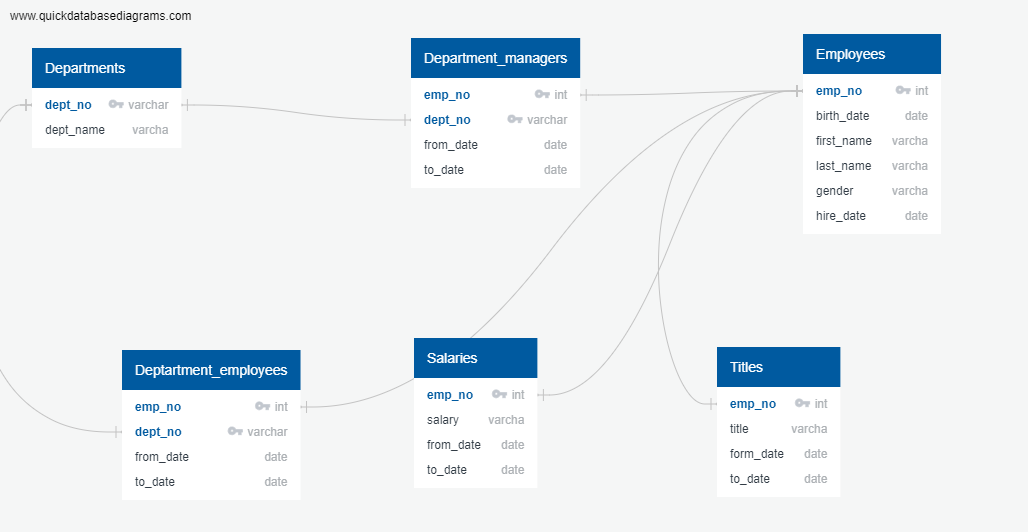 www.quickdatabasediagrams.com
Departments
dept_no varchar
dept_name varcha
Department_managers
emp_no int
dept_no varchar
from_date date
to_date date
Employees
emp_no int
birth_date date
first_name varcha
last_name varcha
gender varcha
hire_date date
Deptartment_employees
emp_no int
dept_no varchar
from_date date
to_date date
Salaries
emp_no int
salary varcha
from_date date
to_date date
Titles
emp_no int
title varcha
form_date date
to_date date